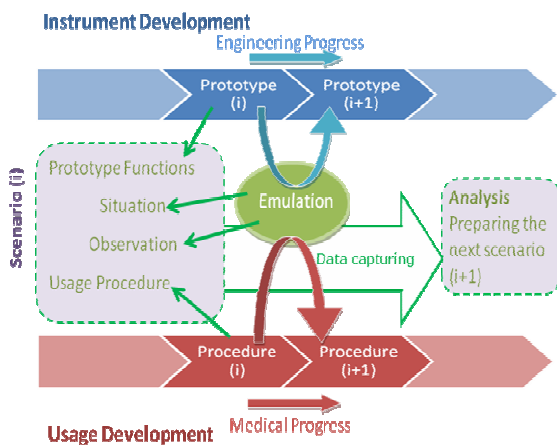 Instrument Development
Engineering Progress
Prototype
(i)
Prototype
(i+1)
Scenario (i)
Prototype Functions
Situation
Observation
Usage Procedure
Emulation
Data capturing
Analysis
Preparing the
next scenario
(i+1)
Procedure
(i)
Procedure
(i+1)
Medical Progress
Usage Development